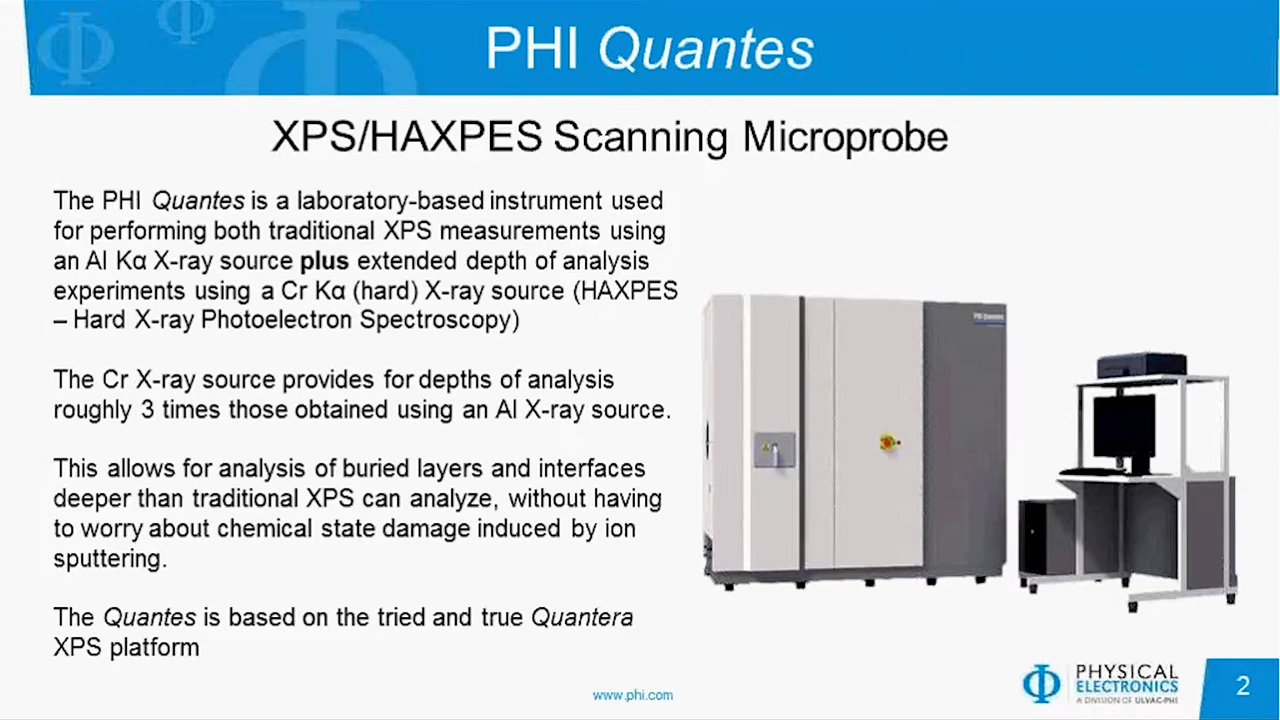 PHI Quantes
XPS/HAXPES Scanning Microprobe
The PHI Quantes is a laboratory-based instrument used
for performing both traditional XPS measurements using
an Al Kα X-ray source plus extended depth of analysis
experiments using a Cr Kα (hard) X-ray source (HAXPES
– Hard X-ray Photoelectron Spectroscopy)
The Cr X-ray source provides for depths of analysis
roughly 3 times those obtained using an Al X-ray source.
This allows for analysis of buried layers and interfaces
deeper than traditional XPS can analyze, without having
to worry about chemical state damage induced by ion
sputtering.
The Quantes is based on the tried and true Quantera
XPS platform
PHI Quantes
www.phi.com
PHYSICAL
ELECTRONICS
A DIVISION OF ULVAC-PHI
2